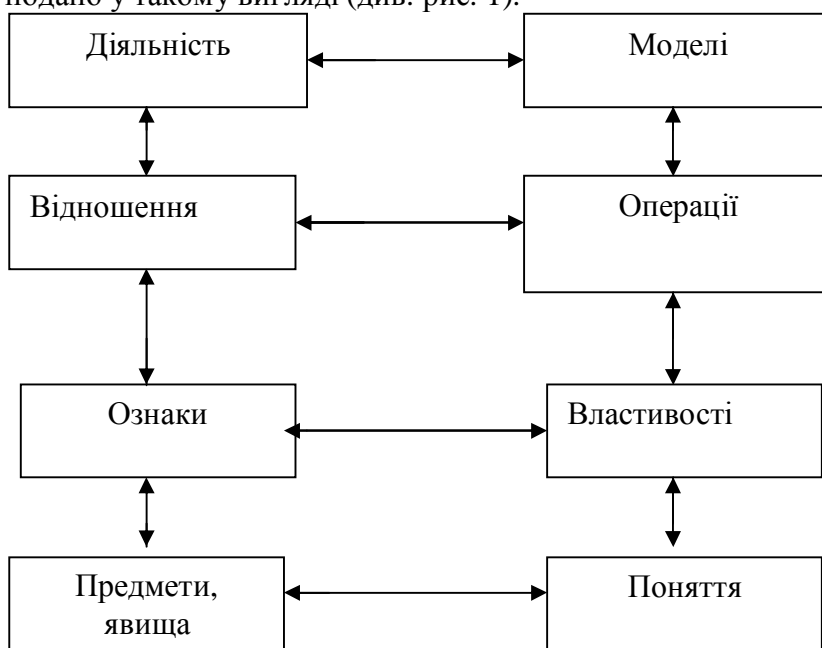 подано у такому вигляді (див. рис. 1).
Діяльність
Моделі
Відношення
Операції
Ознаки
Властивості
Предмети,
явища
Поняття